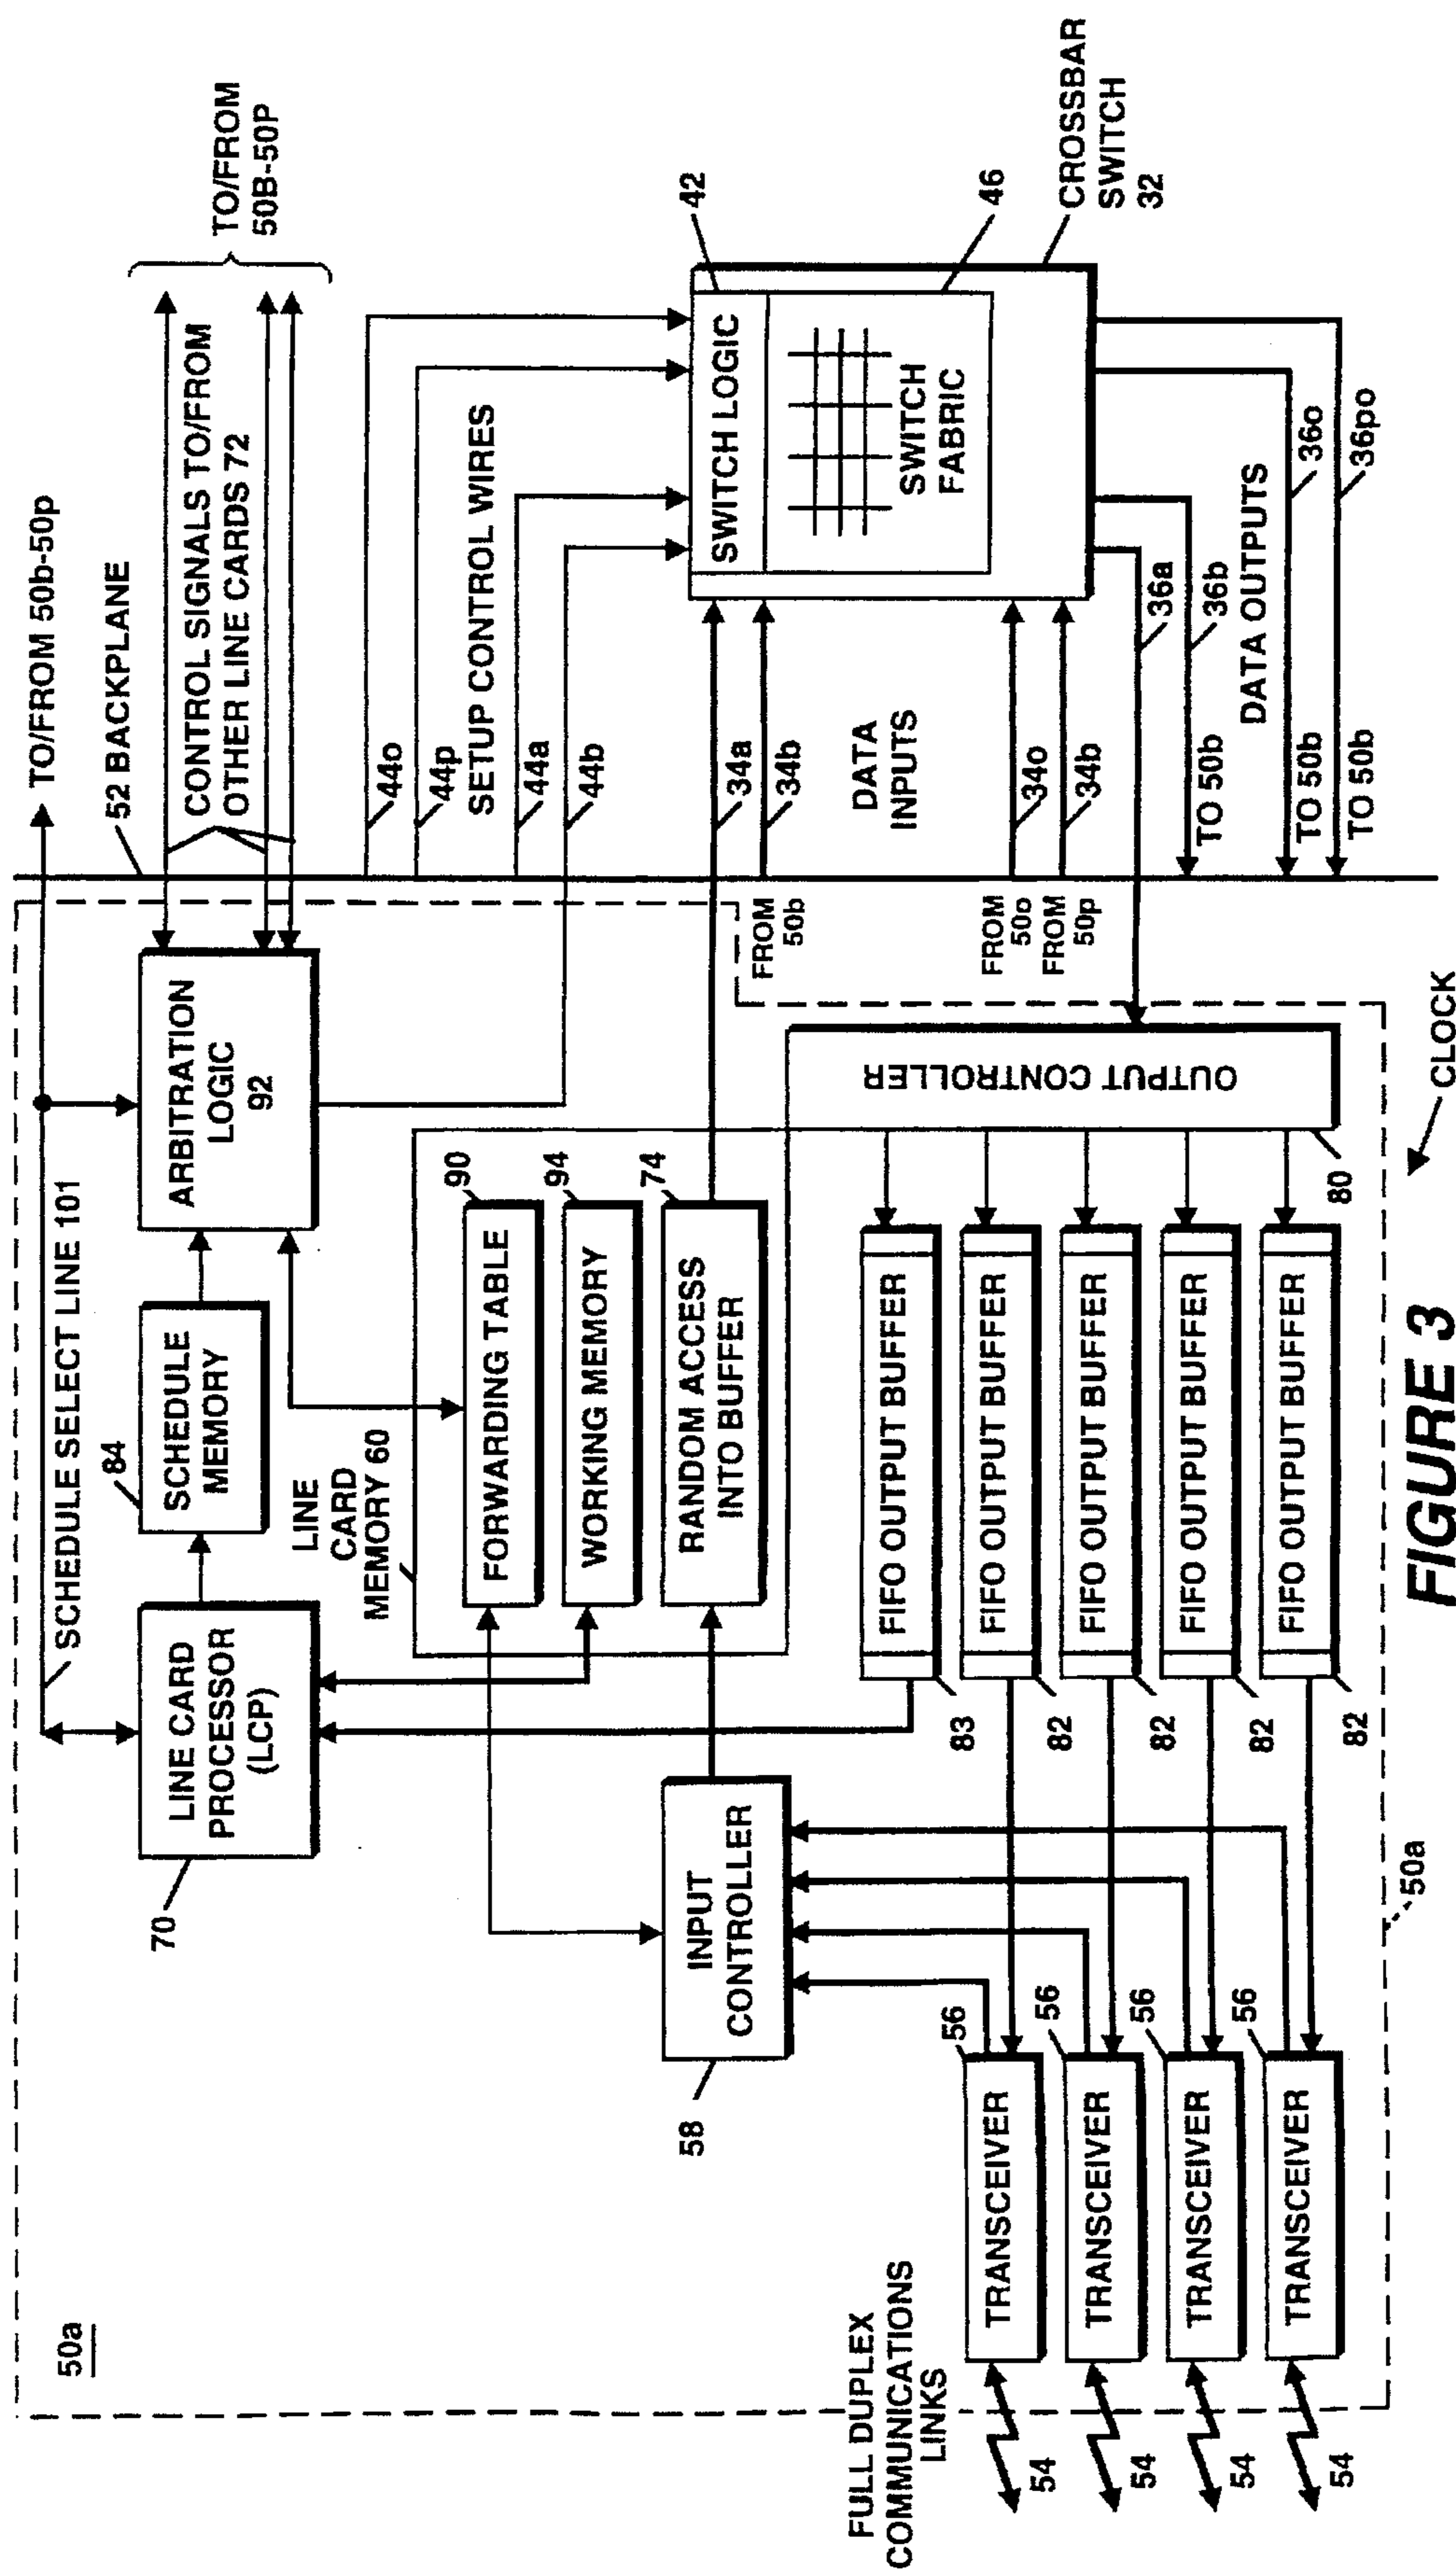 50a
SCHEDULE SELECT LINE 101
TO/FROM 50b-50p
52 BACKPLANE
TO/FROM
50B-50P
CONTROL SIGNALS TO/FROM
OTHER LINE CARDS 72
70
LINE CARD
PROCESSOR
(LCP)
84
SCHEDULE
MEMORY
ARBITRATION
LOGIC
92
44o
44p
SETUP CONTROL WIRES
44a
44b
LINE
CARD
MEMORY 60
FORWARDING TABLE
90
WORKING MEMORY
94
RANDOM ACCESS
INTO BUFFER
74
58
INPUT
CONTROLLER
34a
34b
FROM
50b
DATA
INPUTS
FROM
50o
34o
FROM
50p
34b
SWITCH LOGIC
42
SWITCH
FABRIC
46
CROSSBAR
SWITCH
32
36a
TO 50b
36b
DATA OUTPUTS
TO 50b
36o
TO 50b
36po
OUTPUT CONTROLLER
80
FIFO OUTPUT BUFFER
83
FIFO OUTPUT BUFFER
82
FIFO OUTPUT BUFFER
82
FIFO OUTPUT BUFFER
82
FIFO OUTPUT BUFFER
82
FULL DUPLEX
COMMUNICATIONS
LINKS
54
TRANSCEIVER
56
54
TRANSCEIVER
56
54
TRANSCEIVER
56
54
TRANSCEIVER
56
50a
CLOCK
FIGURE 3